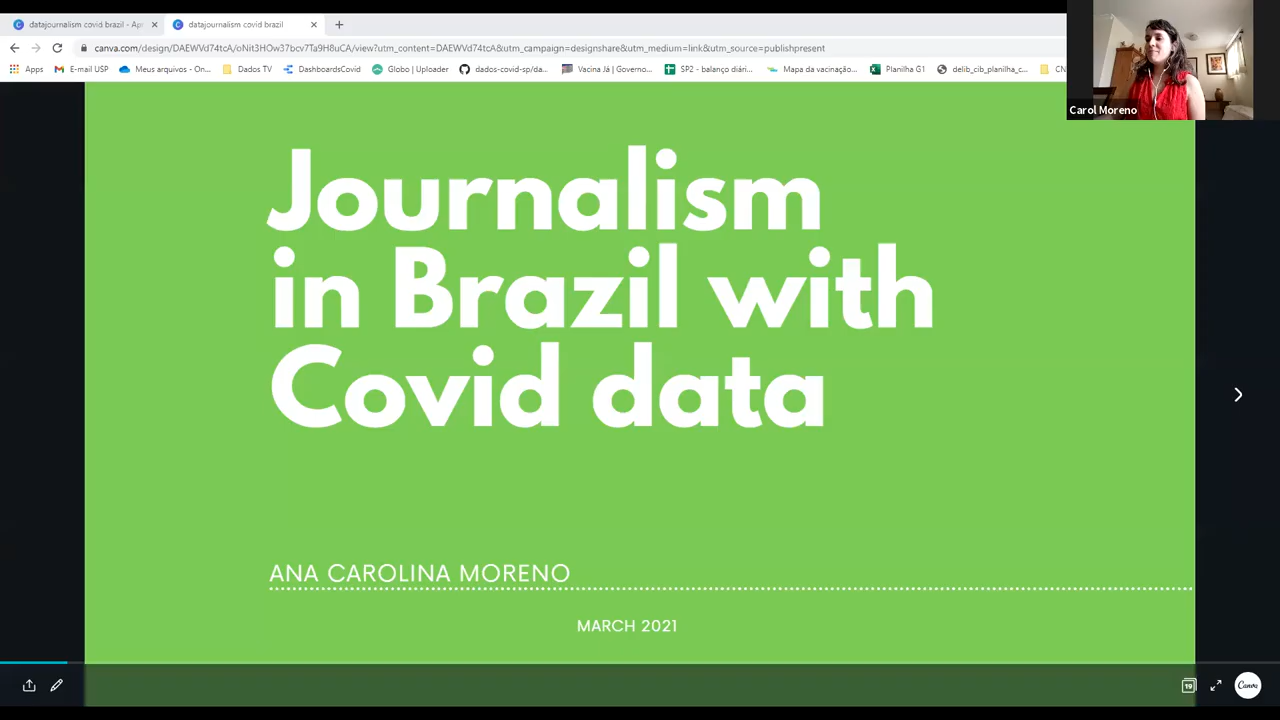 datajournalism covid brazil - Apr
datajournalism covid brazil
canva.com/design/DAEWVd74tcA/oNit3HOw37bcv7Ta9H8uCA/view?utm_content=DAEWVd74tcA&utm_campaign=designshare&utm_medium=link&utm_source=publishpresent
Apps E-mail USP Meus arquivos - On... Dados TV DashboardsCovid Globo | Uploader dados-covid-sp/da... Vacina Já | Governo... SP2 - balanço diári... Mapa da vacinação... Planilha G1 delib_cib_planilha_c... CN
Carol Moreno
Journalism
in Brazil with
Covid data
ANA CAROLINA MORENO
MARCH 2021
19
Canva